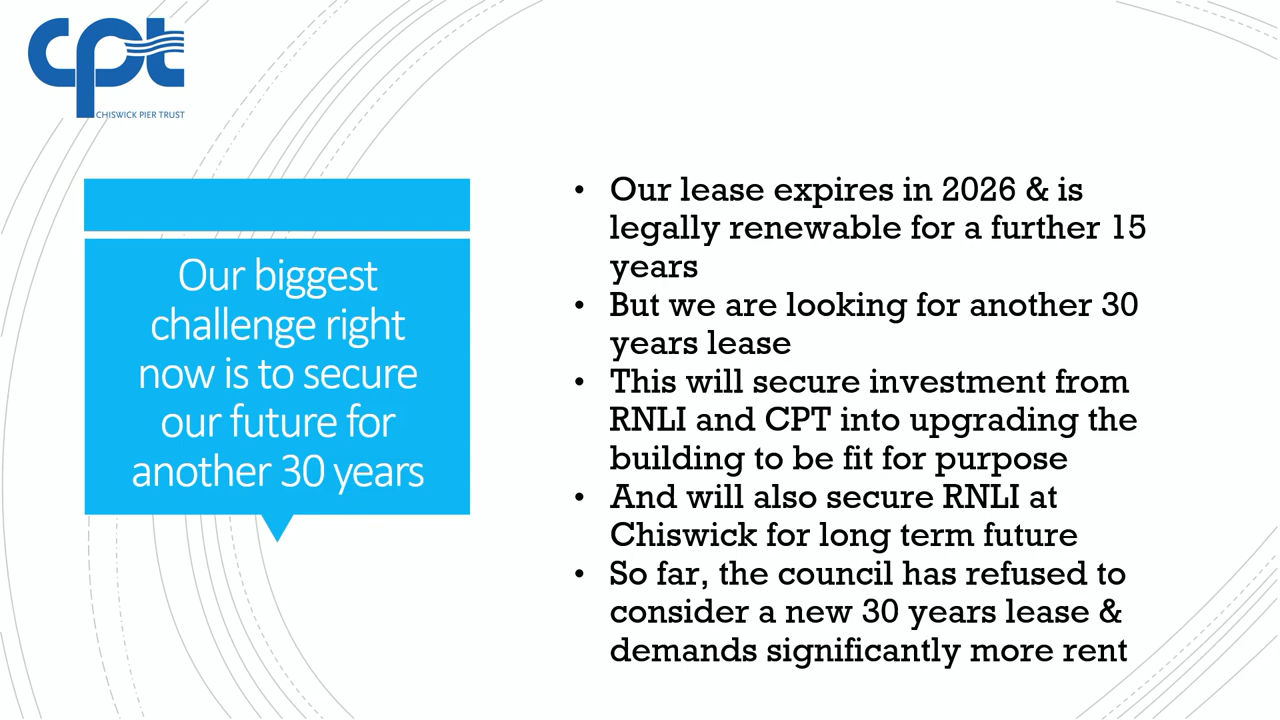 cpt
CHISWICK PIER TRUST
Our biggest
challenge right
now is to secure
our future for
another 30 years
• Our lease expires in 2026 & is
legally renewable for a further 15
years
• But we are looking for another 30
years lease
• This will secure investment from
RNLI and CPT into upgrading the
building to be fit for purpose
• And will also secure RNLI at
Chiswick for long term future
• So far, the council has refused to
consider a new 30 years lease &
demands significantly more rent